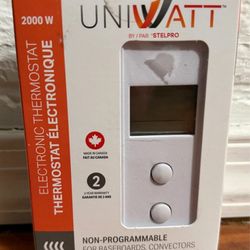 2000 W
UNIWATT™
BY / PAR *STELPRO
ELECTRONIC THERMOSTAT
THERMOSTAT ÉLECTRONIQUE
MADE IN CANADA
FAIT AU CANADA
2
2 YEAR WARRANTY
GARANTIE DE 2 ANS
NON-PROGRAMMABLE
FOR BASEBOARDS, CONVECTORS